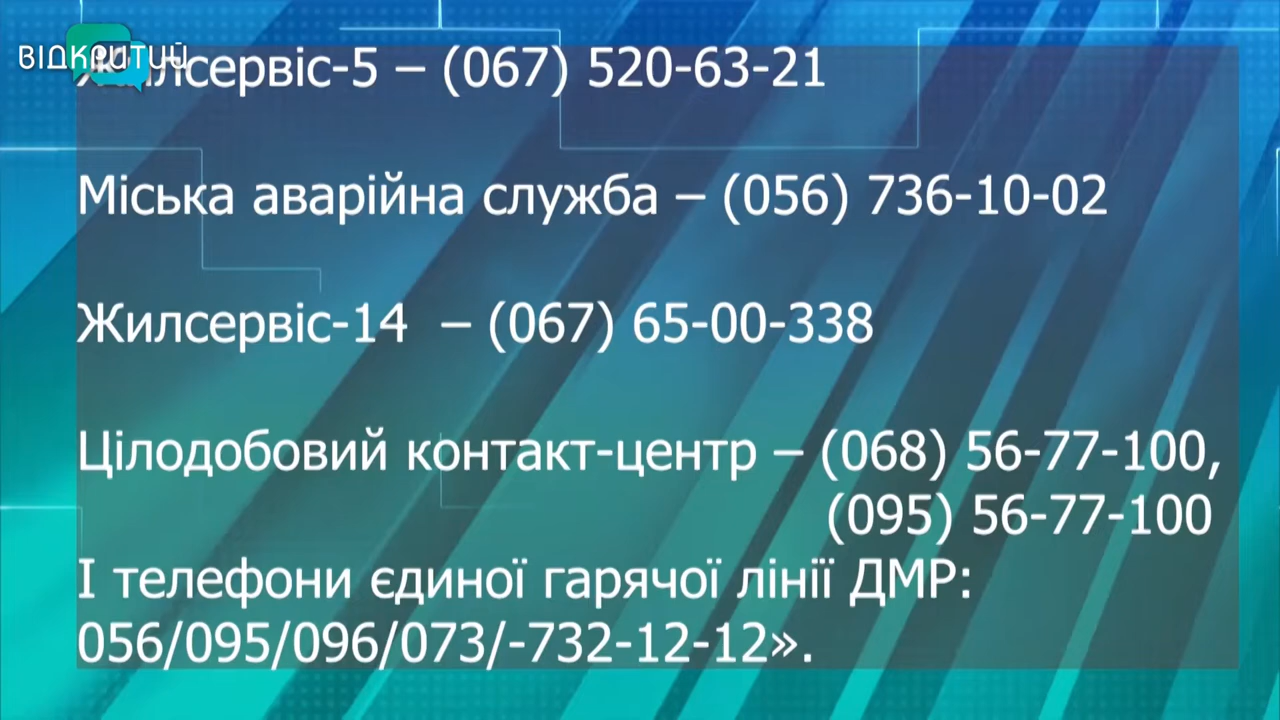 ВІДКРИТИЙ
Жилсервіс-5 – (067) 520-63-21
Міська аварійна служба – (056) 736-10-02
Жилсервіс-14 – (067) 65-00-338
Цілодобовий контакт-центр – (068) 56-77-100,
(095) 56-77-100
І телефони єдиної гарячої лінії ДМР:
056/095/096/073/-732-12-12».